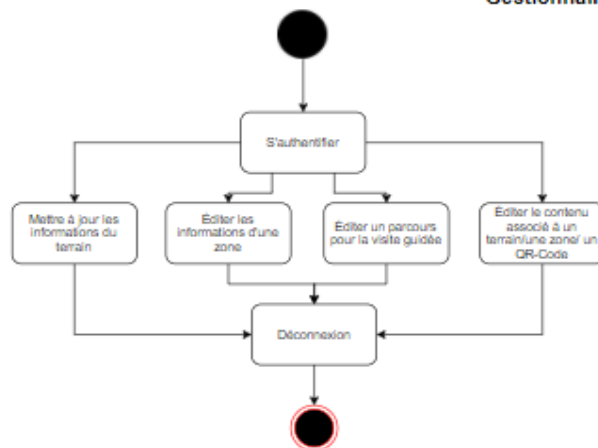 Gestionnair
S'authentifier
Mettre à jour les
informations du
terrain
Éditer les
informations d'une
zone
Éditer un parcours
pour la visite guidée
Éditer le contenu
associé à un
terrain/une zone/ un
QR-Code
Déconnexion